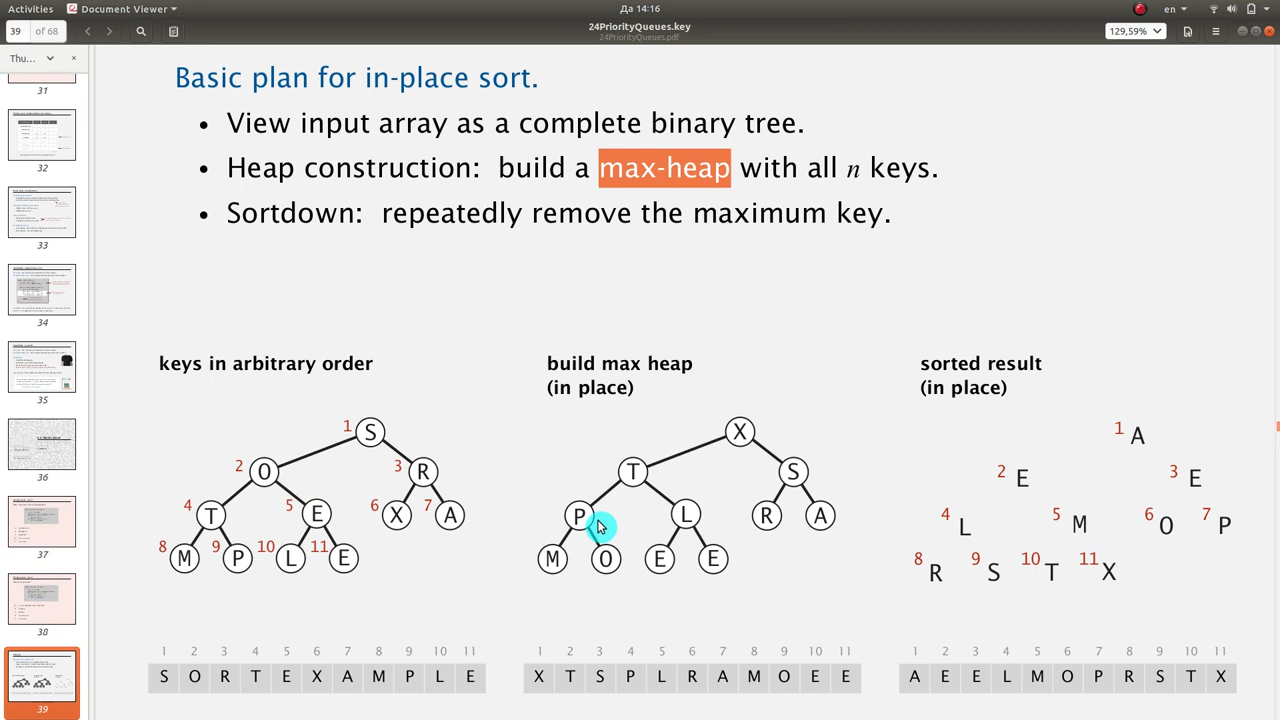 Activities Document Viewer Да 14:16 en
24PriorityQueues.key
24PriorityQueues.pdf
39 of 68 129,59%
Thu...
31
32
33
34
35
36
37
38
39
Basic plan for in-place sort.
• View input array as a complete binary tree.
• Heap construction: build a max-heap with all n keys.
• Sortdown: repeatedly remove the maximum key.
keys in arbitrary order
1 S
2 O 3 R
4 T 5 E 6 X 7 A
8 M 9 P 10 L 11 E
1 2 3 4 5 6 7 8 9 10 11
S O R T E X A M P L E
build max heap
(in place)
X
T S
P L R A
M O E E
1 2 3 4 5 6 7 8 9 10 11
X T S P L R A M O E E
sorted result
(in place)
1 A
2 E 3 E
4 L 5 M 6 O 7 P
8 R 9 S 10 T 11 X
1 2 3 4 5 6 7 8 9 10 11
A E E L M O P R S T X